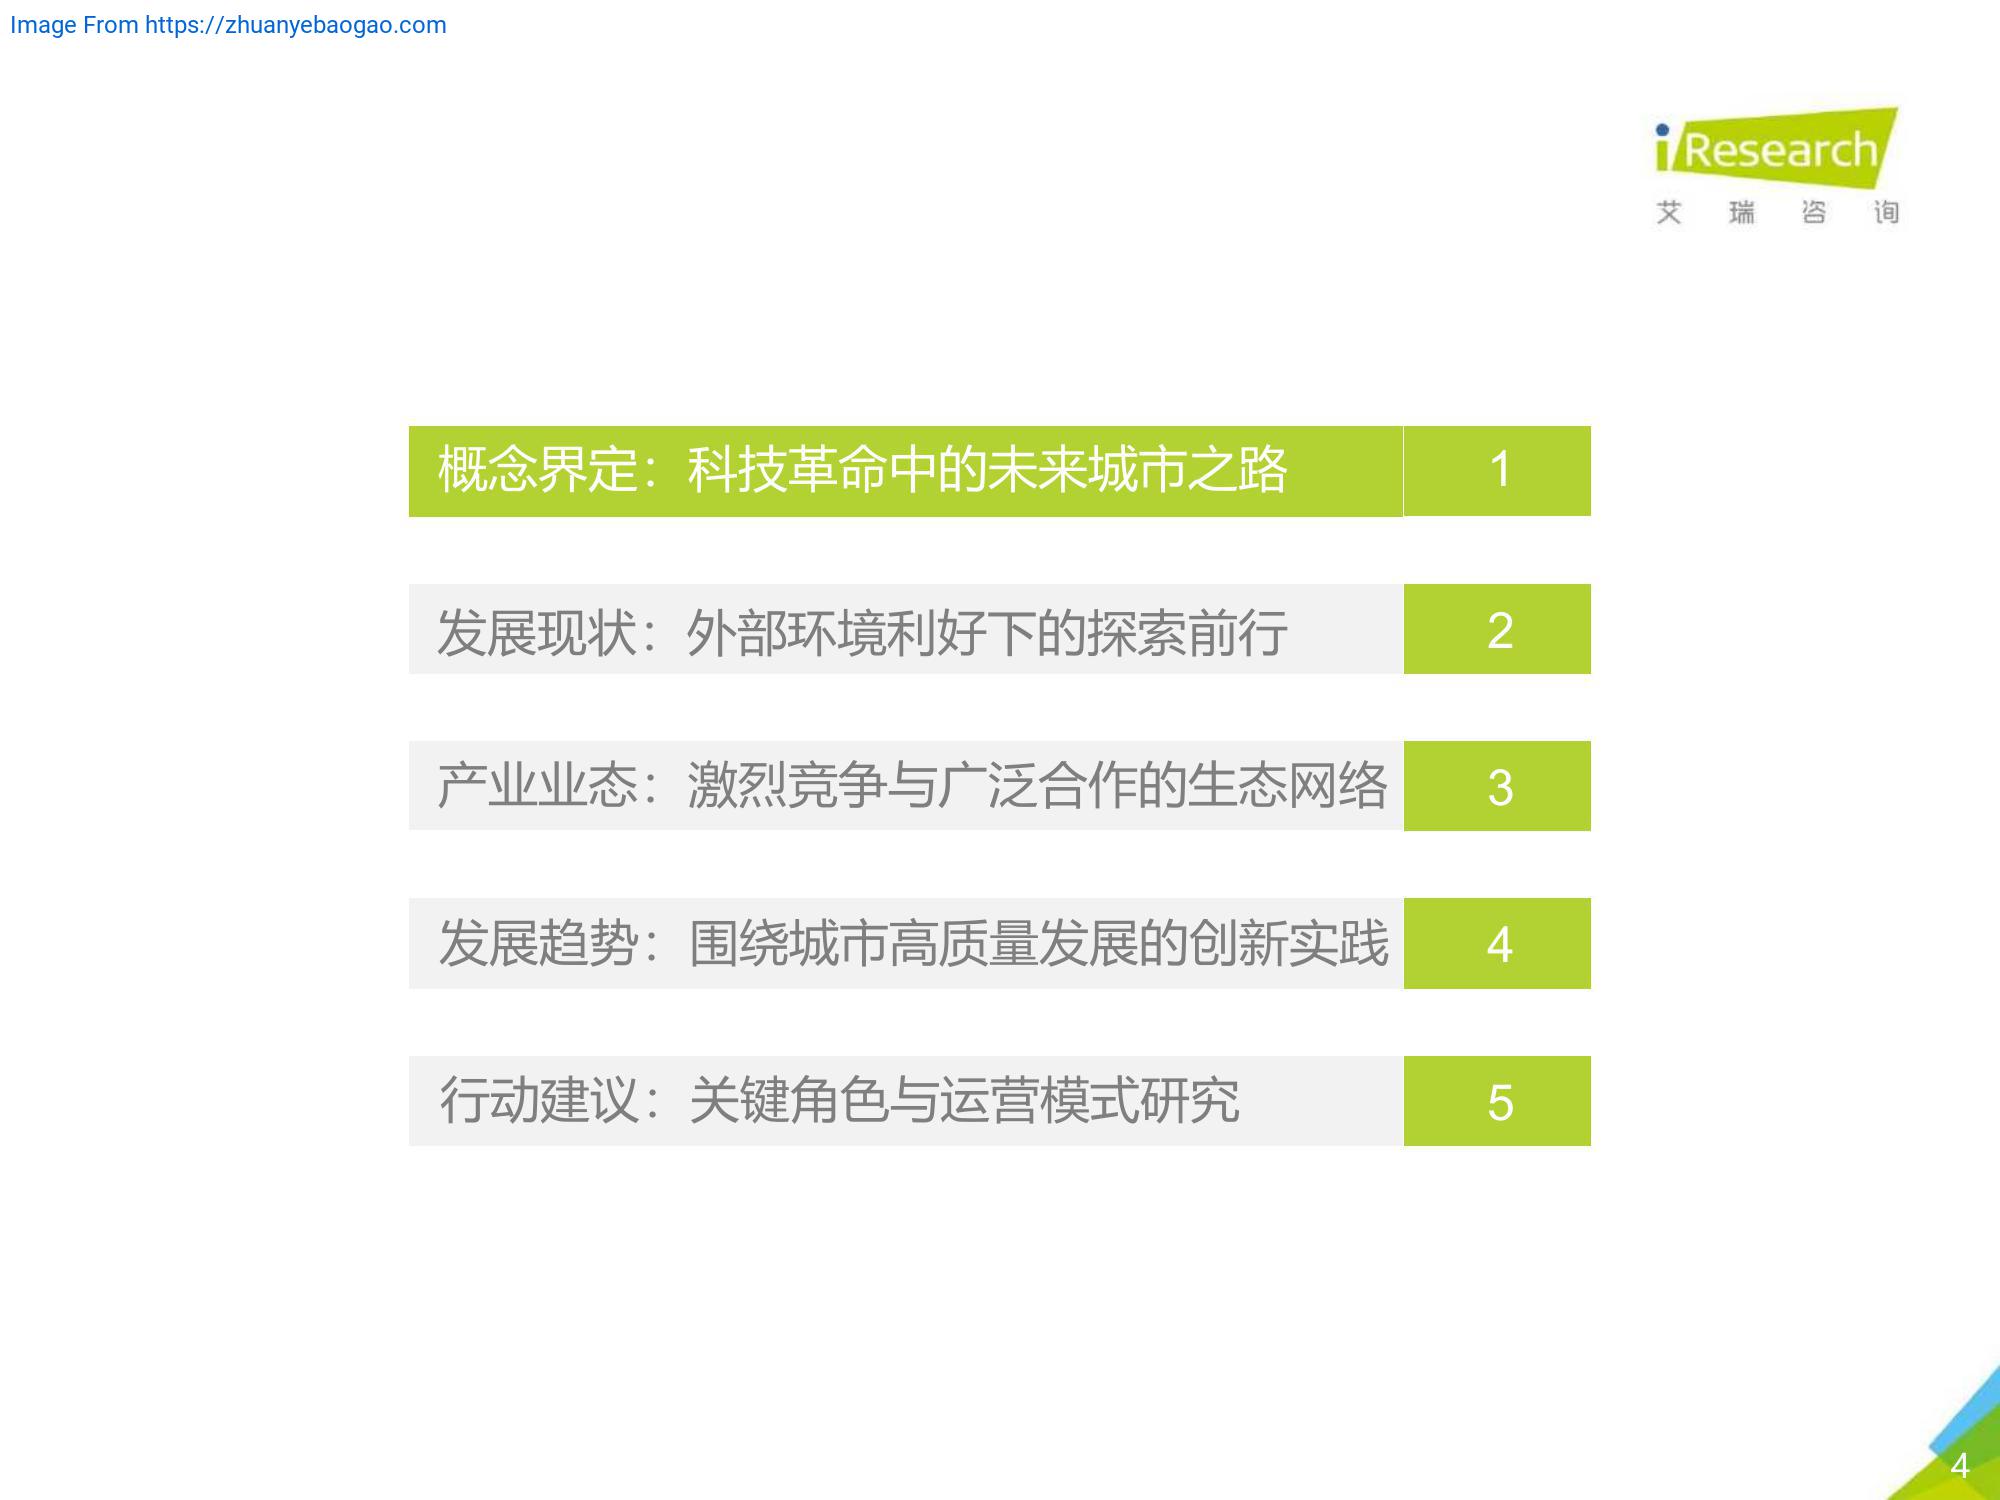 Image From https://zhuanyebaogao.com
iResearch
艾瑞咨询
概念界定：科技革命中的未来城市之路 1
发展现状：外部环境利好下的探索前行 2
产业业态：激烈竞争与广泛合作的生态网络 3
发展趋势：围绕城市高质量发展的创新实践 4
行动建议：关键角色与运营模式研究 5
4